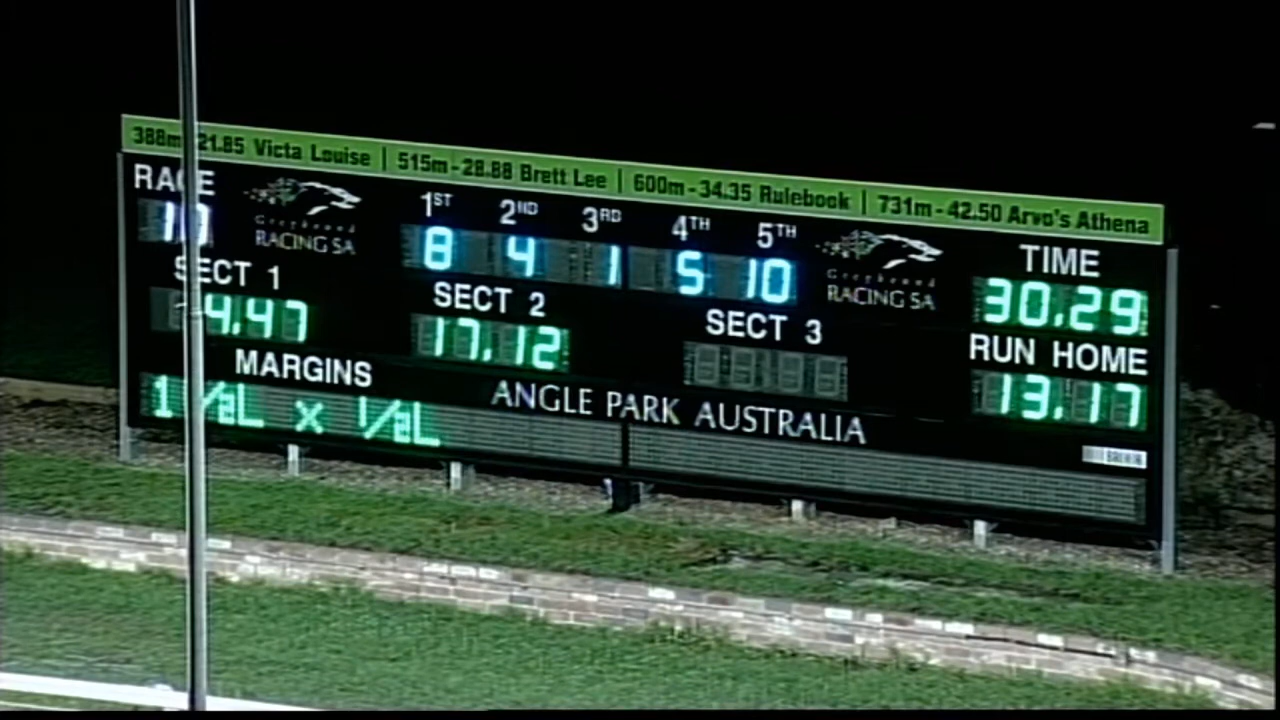 388m 21.85 Victa Louise | 515m - 28.88 Brett Lee | 600m - 34.35 Rulebook | 731m - 42.50 Arvo's Athena
RACE
Greyhound
RACING SA
1ST 2ND 3RD 4TH 5TH
8 4 1 5 10
Greyhound
RACING SA
TIME
30.29
SECT 1
4.47
SECT 2
17.12
SECT 3
RUN HOME
13.17
MARGINS
1 1/2L x 1/2L
ANGLE PARK AUSTRALIA